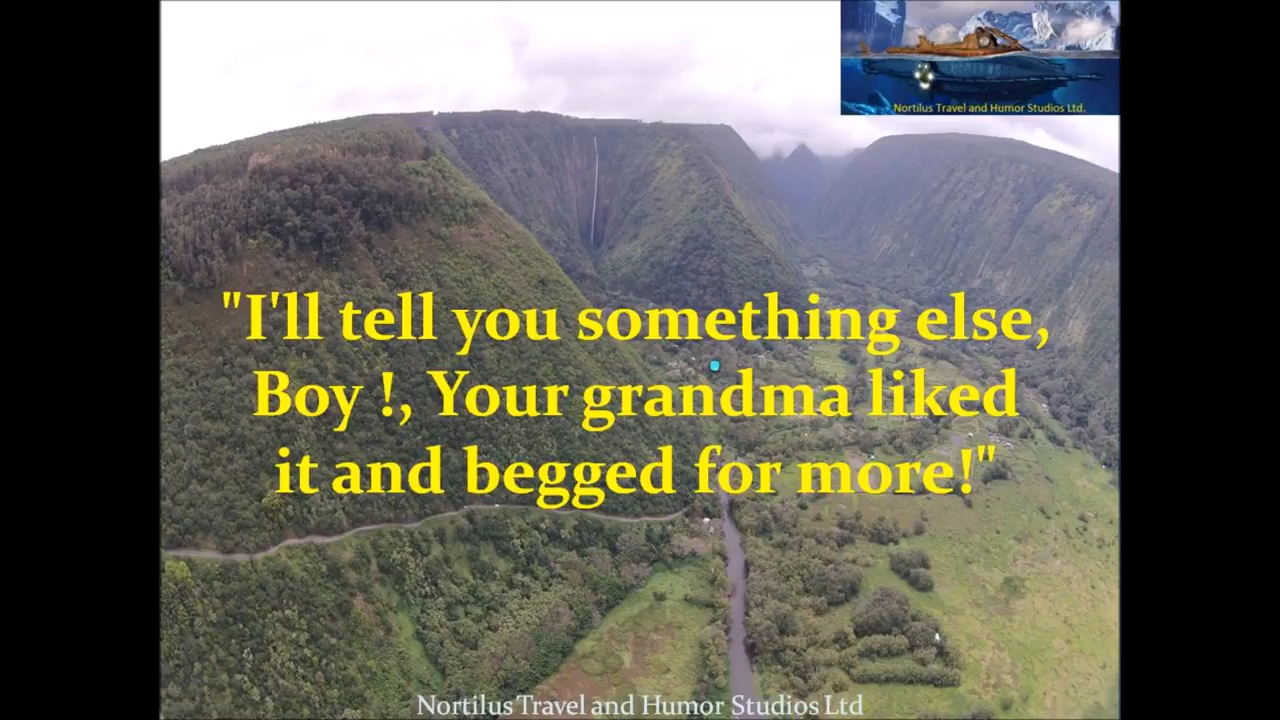 Nortilus Travel and Humor Studios Ltd.
"I'll tell you something else,
Boy !, Your grandma liked
it and begged for more!"
Nortilus Travel and Humor Studios Ltd